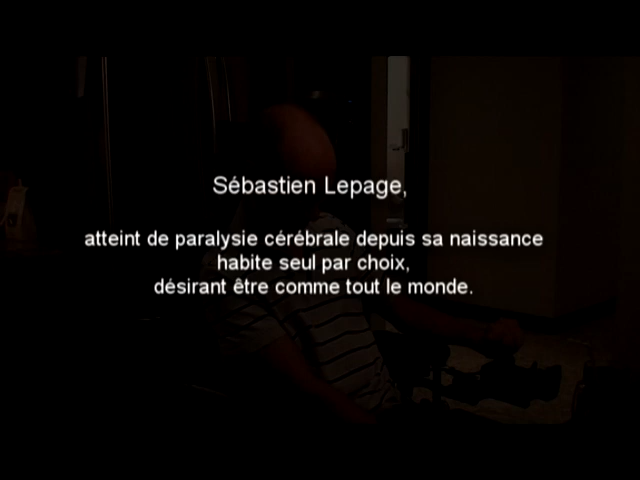 Sébastien Lepage,
atteint de paralysie cérébrale depuis sa naissance
habite seul par choix,
désirant être comme tout le monde.